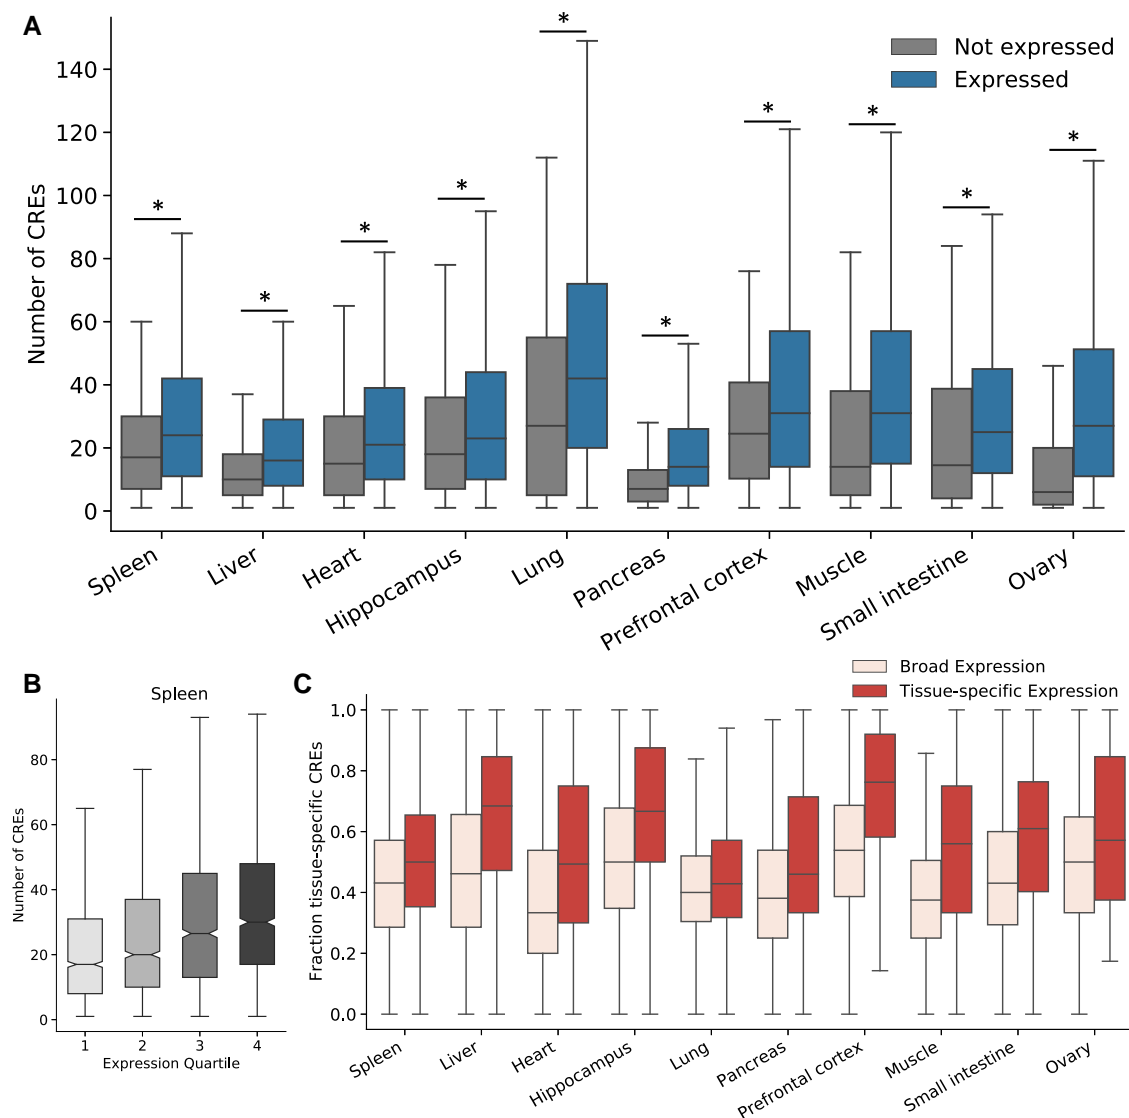 A
Not expressed
Expressed
Number of CREs
140
120
100
80
60
40
20
0
* * * * * * * * * *
Spleen Liver Heart Hippocampus Lung Pancreas Prefrontal cortex Muscle Small intestine Ovary
B
Spleen
Number of CREs
80
60
40
20
0
1 2 3 4
Expression Quartile
C
Broad Expression
Tissue-specific Expression
Fraction tissue-specific CREs
1.0
0.8
0.6
0.4
0.2
0.0
Spleen Liver Heart Hippocampus Lung Pancreas Prefrontal cortex Muscle Small intestine Ovary